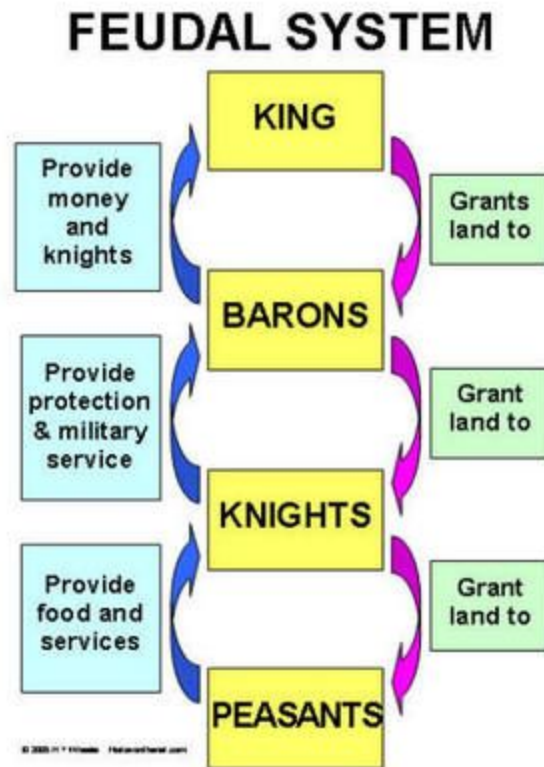 FEUDAL SYSTEM
KING
Provide
money
and
knights
Grants
land to
BARONS
Provide
protection
& military
service
Grant
land to
KNIGHTS
Provide
food and
services
Grant
land to
PEASANTS
© 2005